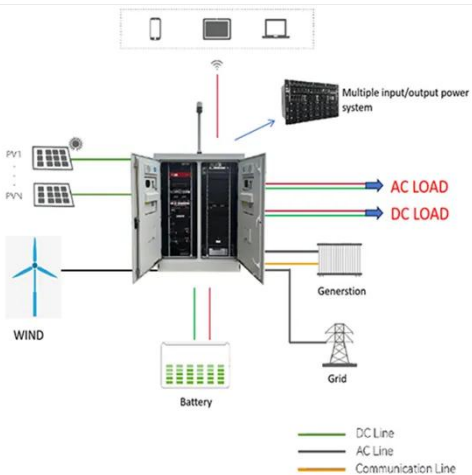 Multiple input/output power
system
PV1
PVN
AC LOAD
DC LOAD
WIND
Generstion
Battery
Grid
DC Line
AC Line
Communication Line